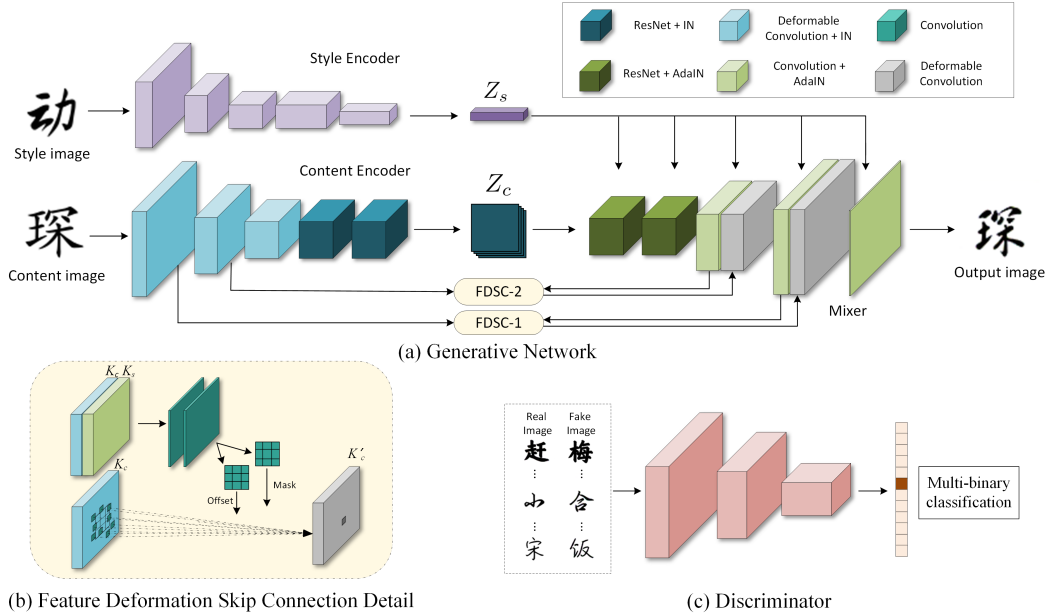 Style Encoder
Z_s
动
Style image
ResNet + IN
Deformable
Convolution + IN
Convolution
ResNet + AdaIN
Convolution +
AdaIN
Deformable
Convolution
Content Encoder
Z_c
琛
Content image
FDSC-2
FDSC-1
Mixer
琛
Output image
(a) Generative Network
K_c K_s
K_c
Offset
Mask
K'_c
(b) Feature Deformation Skip Connection Detail
Real
Image
Fake
Image
赶 梅
⋮ ⋮
小 合
⋮ ⋮
宋 饭
Multi-binary
classification
(c) Discriminator